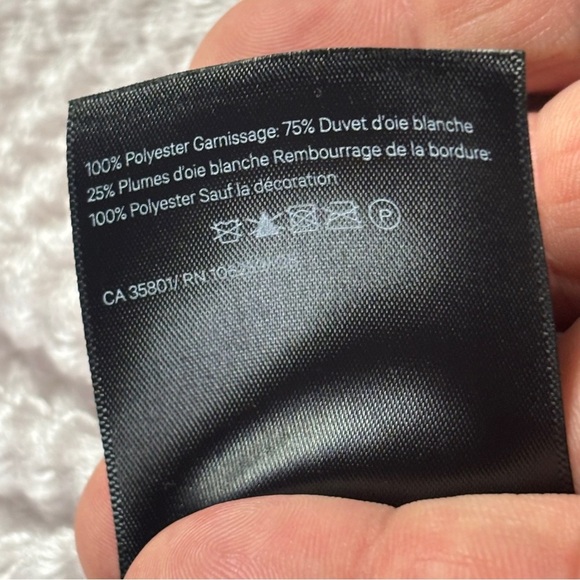 100% Polyester Garnissage: 75% Duvet d'oie blanche
25% Plumes d'oie blanche Rembourrage de la bordure:
100% Polyester Sauf la décoration
P
CA 35801/ RN